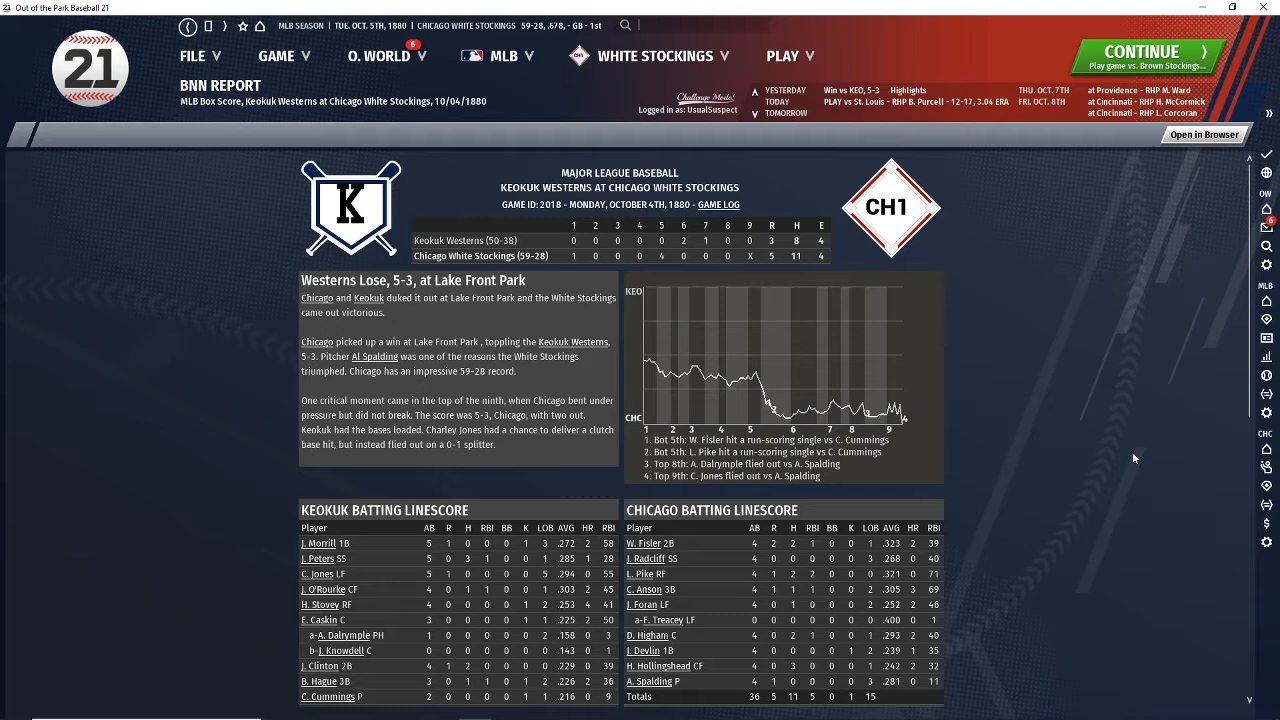 Out of the Park Baseball 21
MLB SEASON | TUE. OCT. 5TH, 1880 | CHICAGO WHITE STOCKINGS 59-28, .678, - GB - 1st
21
FILE GAME O. WORLD 6 MLB CH1 WHITE STOCKINGS PLAY
CONTINUE
Play game vs. Brown Stockings...
BNN REPORT
MLB Box Score, Keokuk Westerns at Chicago White Stockings, 10/04/1880
Challenge Mode!
Logged in as: UsualSuspect
YESTERDAY Win vs KEO, 5-3 Highlights THU. OCT. 7TH at Providence - RHP M. Ward
TODAY PLAY vs St. Louis - RHP B. Purcell - 12-17, 3.04 ERA FRI. OCT. 8TH at Cincinnati - RHP H. McCormick
TOMORROW at Cincinnati - RHP L. Corcoran
Open in Browser
K
MAJOR LEAGUE BASEBALL
KEOKUK WESTERNS AT CHICAGO WHITE STOCKINGS
GAME ID: 2018 - MONDAY, OCTOBER 4TH, 1880 - GAME LOG
CH1
1 2 3 4 5 6 7 8 9 R H E
Keokuk Westerns (50-38) 0 0 0 0 0 2 1 0 0 3 8 4
Chicago White Stockings (59-28) 1 0 0 0 4 0 0 0 X 5 11 4
Westerns Lose, 5-3, at Lake Front Park
Chicago and Keokuk duked it out at Lake Front Park and the White Stockings
came out victorious.
Chicago picked up a win at Lake Front Park , toppling the Keokuk Westerns,
5-3. Pitcher Al Spalding was one of the reasons the White Stockings
triumphed. Chicago has an impressive 59-28 record.
One critical moment came in the top of the ninth, when Chicago bent under
pressure but did not break. The score was 5-3, Chicago, with two out.
Keokuk had the bases loaded. Charley Jones had a chance to deliver a clutch
base hit, but instead flied out on a 0-1 splitter.
KEO
CHC
1 2 3 4 5 6 7 8 9
1. Bot 5th: W. Fisler hit a run-scoring single vs C. Cummings
2. Bot 5th: L. Pike hit a run-scoring single vs C. Cummings
3. Top 8th: A. Dalrymple flied out vs A. Spalding
4. Top 9th: C. Jones flied out vs A. Spalding
KEOKUK BATTING LINESCORE
Player AB R H RBI BB K LOB AVG HR RBI
J. Morrill 1B 5 1 0 0 0 1 3 .272 2 58
J. Peters SS 5 0 3 1 0 0 1 .285 1 28
C. Jones LF 5 1 0 0 0 0 5 .294 0 55
J. O'Rourke CF 4 0 1 1 0 0 1 .303 2 45
H. Stovey RF 4 0 0 0 0 1 2 .253 4 41
E. Caskin C 3 0 0 0 0 1 1 .225 2 50
a-A. Dalrymple PH 1 0 0 0 0 0 2 .158 0 3
b-J. Knowdell C 0 0 0 0 0 0 0 .143 0 1
J. Clinton 2B 4 1 2 0 0 0 0 .229 0 39
B. Hague 3B 3 0 1 1 0 1 2 .226 2 36
C. Cummings P 2 0 0 0 0 1 1 .216 0 9
CHICAGO BATTING LINESCORE
Player AB R H RBI BB K LOB AVG HR RBI
W. Fisler 2B 4 2 2 1 0 0 1 .323 2 39
J. Radcliff SS 4 0 0 0 0 0 3 .268 0 40
L. Pike RF 4 1 2 2 0 0 0 .321 0 71
C. Anson 3B 4 1 1 1 0 0 2 .305 3 69
J. Foran LF 4 0 1 0 0 0 2 .252 2 46
a-F. Treacey LF 0 0 0 0 0 0 0 .400 0 1
D. Higham C 4 0 2 1 0 0 1 .293 2 40
J. Devlin 1B 4 0 0 0 0 1 2 .239 1 35
H. Hollingshead CF 4 0 3 0 0 0 1 .242 2 32
A. Spalding P 4 1 0 0 0 0 3 .281 0 11
Totals 36 5 11 5 0 1 15
OW
6
MLB
CHC